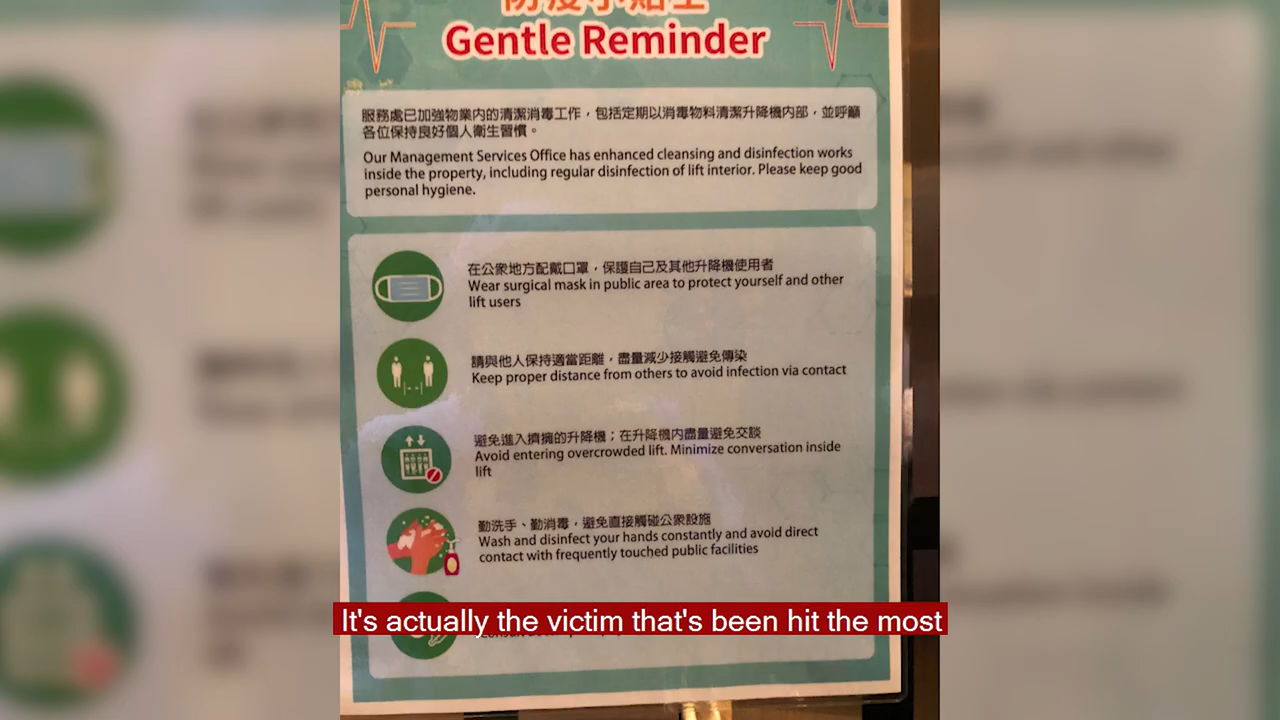 防疫小貼士
Gentle Reminder
服務處已加強物業內的清潔消毒工作，包括定期以消毒物料清潔升降機內部，並呼籲
各位保持良好個人衛生習慣。
Our Management Services Office has enhanced cleansing and disinfection works
inside the property, including regular disinfection of lift interior. Please keep good
personal hygiene.
在公眾地方配戴口罩，保護自己及其他升降機使用者
Wear surgical mask in public area to protect yourself and other
lift users
請與他人保持適當距離，盡量減少接觸避免傳染
Keep proper distance from others to avoid infection via contact
避免進入擠擁的升降機；在升降機內盡量避免交談
Avoid entering overcrowded lift. Minimize conversation inside
lift
勤洗手、勤消毒，避免直接觸碰公眾設施
Wash and disinfect your hands constantly and avoid direct
contact with frequently touched public facilities
It's actually the victim that's been hit the most